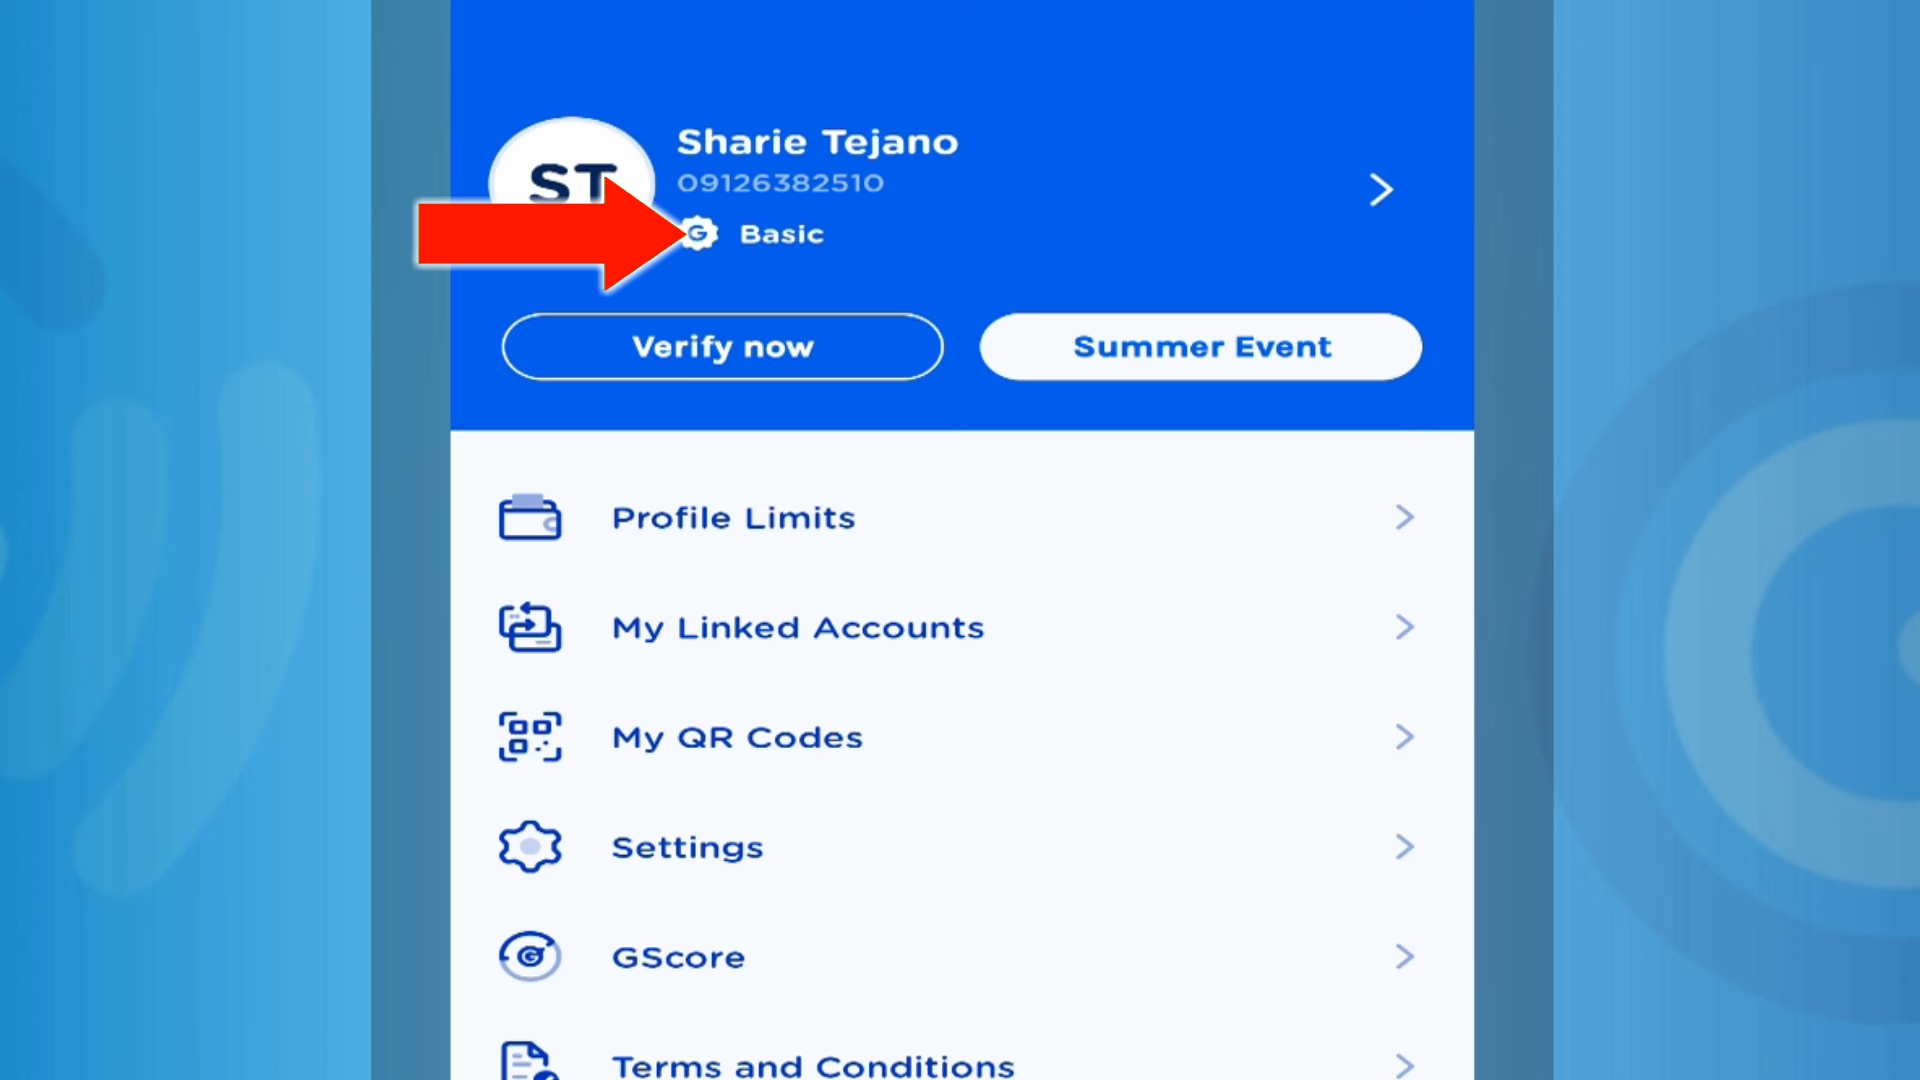 ST
Sharie Tejano
09126382510
G Basic
Verify now
Summer Event
Profile Limits
My Linked Accounts
My QR Codes
Settings
G GScore
Terms and Conditions